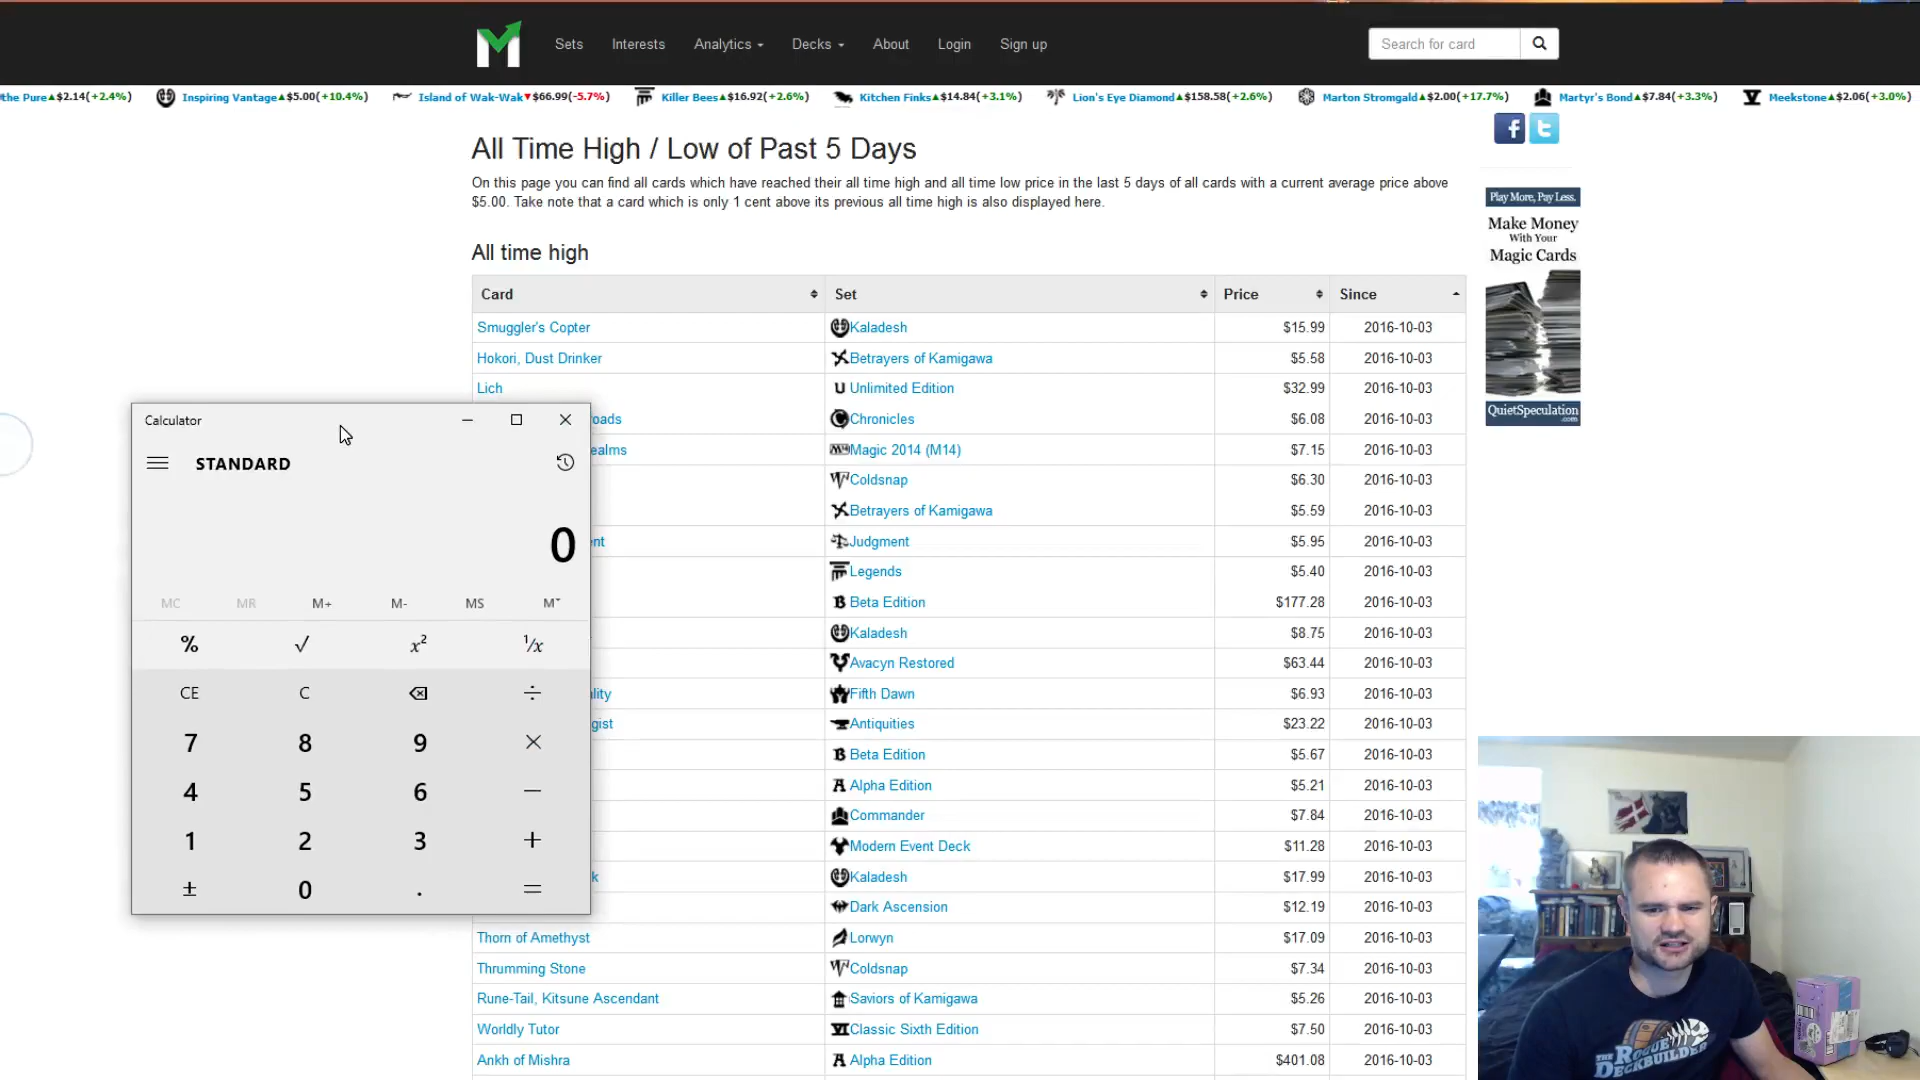 Sets Interests Analytics Decks About Login Sign up Search for card
the Pure▲$2.14(+2.4%) Inspiring Vantage▲$5.00(+10.4%) Island of Wak-Wak▼$66.99(-5.7%) Killer Bees▲$16.92(+2.6%) Kitchen Finks▲$14.84(+3.1%) Lion's Eye Diamond▲$158.58(+2.6%) Marton Stromgald▲$2.00(+17.7%) Martyr's Bond▲$7.84(+3.3%) Meekstone▲$2.06(+3.0%)
All Time High / Low of Past 5 Days
On this page you can find all cards which have reached their all time high and all time low price in the last 5 days of all cards with a current average price above
$5.00. Take note that a card which is only 1 cent above its previous all time high is also displayed here.
All time high
Card Set Price Since
Smuggler's Copter Kaladesh $15.99 2016-10-03
Hokori, Dust Drinker Betrayers of Kamigawa $5.58 2016-10-03
Lich U Unlimited Edition $32.99 2016-10-03
roads Chronicles $6.08 2016-10-03
ealms Magic 2014 (M14) $7.15 2016-10-03
Coldsnap $6.30 2016-10-03
Betrayers of Kamigawa $5.59 2016-10-03
ent Judgment $5.95 2016-10-03
Legends $5.40 2016-10-03
B Beta Edition $177.28 2016-10-03
Kaladesh $8.75 2016-10-03
Avacyn Restored $63.44 2016-10-03
lity Fifth Dawn $6.93 2016-10-03
gist Antiquities $23.22 2016-10-03
B Beta Edition $5.67 2016-10-03
A Alpha Edition $5.21 2016-10-03
Commander $7.84 2016-10-03
Modern Event Deck $11.28 2016-10-03
k Kaladesh $17.99 2016-10-03
Dark Ascension $12.19 2016-10-03
Thorn of Amethyst Lorwyn $17.09 2016-10-03
Thrumming Stone Coldsnap $7.34 2016-10-03
Rune-Tail, Kitsune Ascendant Saviors of Kamigawa $5.26 2016-10-03
Worldly Tutor VI Classic Sixth Edition $7.50 2016-10-03
Ankh of Mishra A Alpha Edition $401.08 2016-10-03
Calculator
STANDARD
0
MC MR M+ M- MS M˅
% √ x² ¹/x
CE C ÷
7 8 9 ×
4 5 6 −
1 2 3 +
± 0 . =
Play More, Pay Less.
Make Money
With Your
Magic Cards
QuietSpeculation
.com
THE
ROGUE
DECKBUILDER